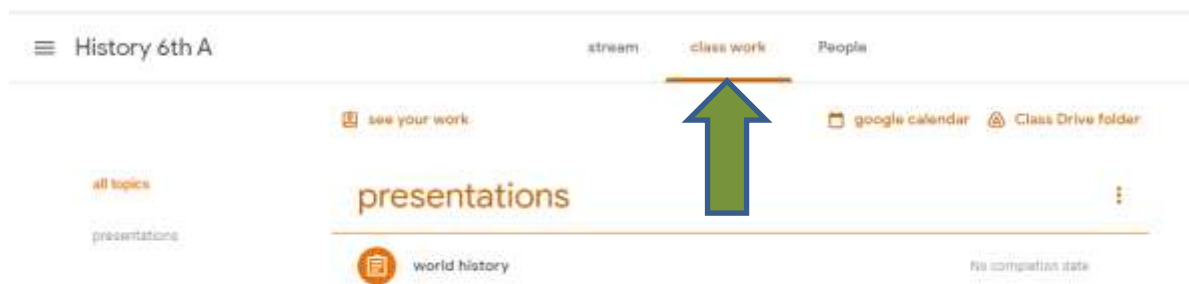 History 6th A
stream class work People
see your work google calendar Class Drive folder
all topics
presentations
presentations
world history No completion date